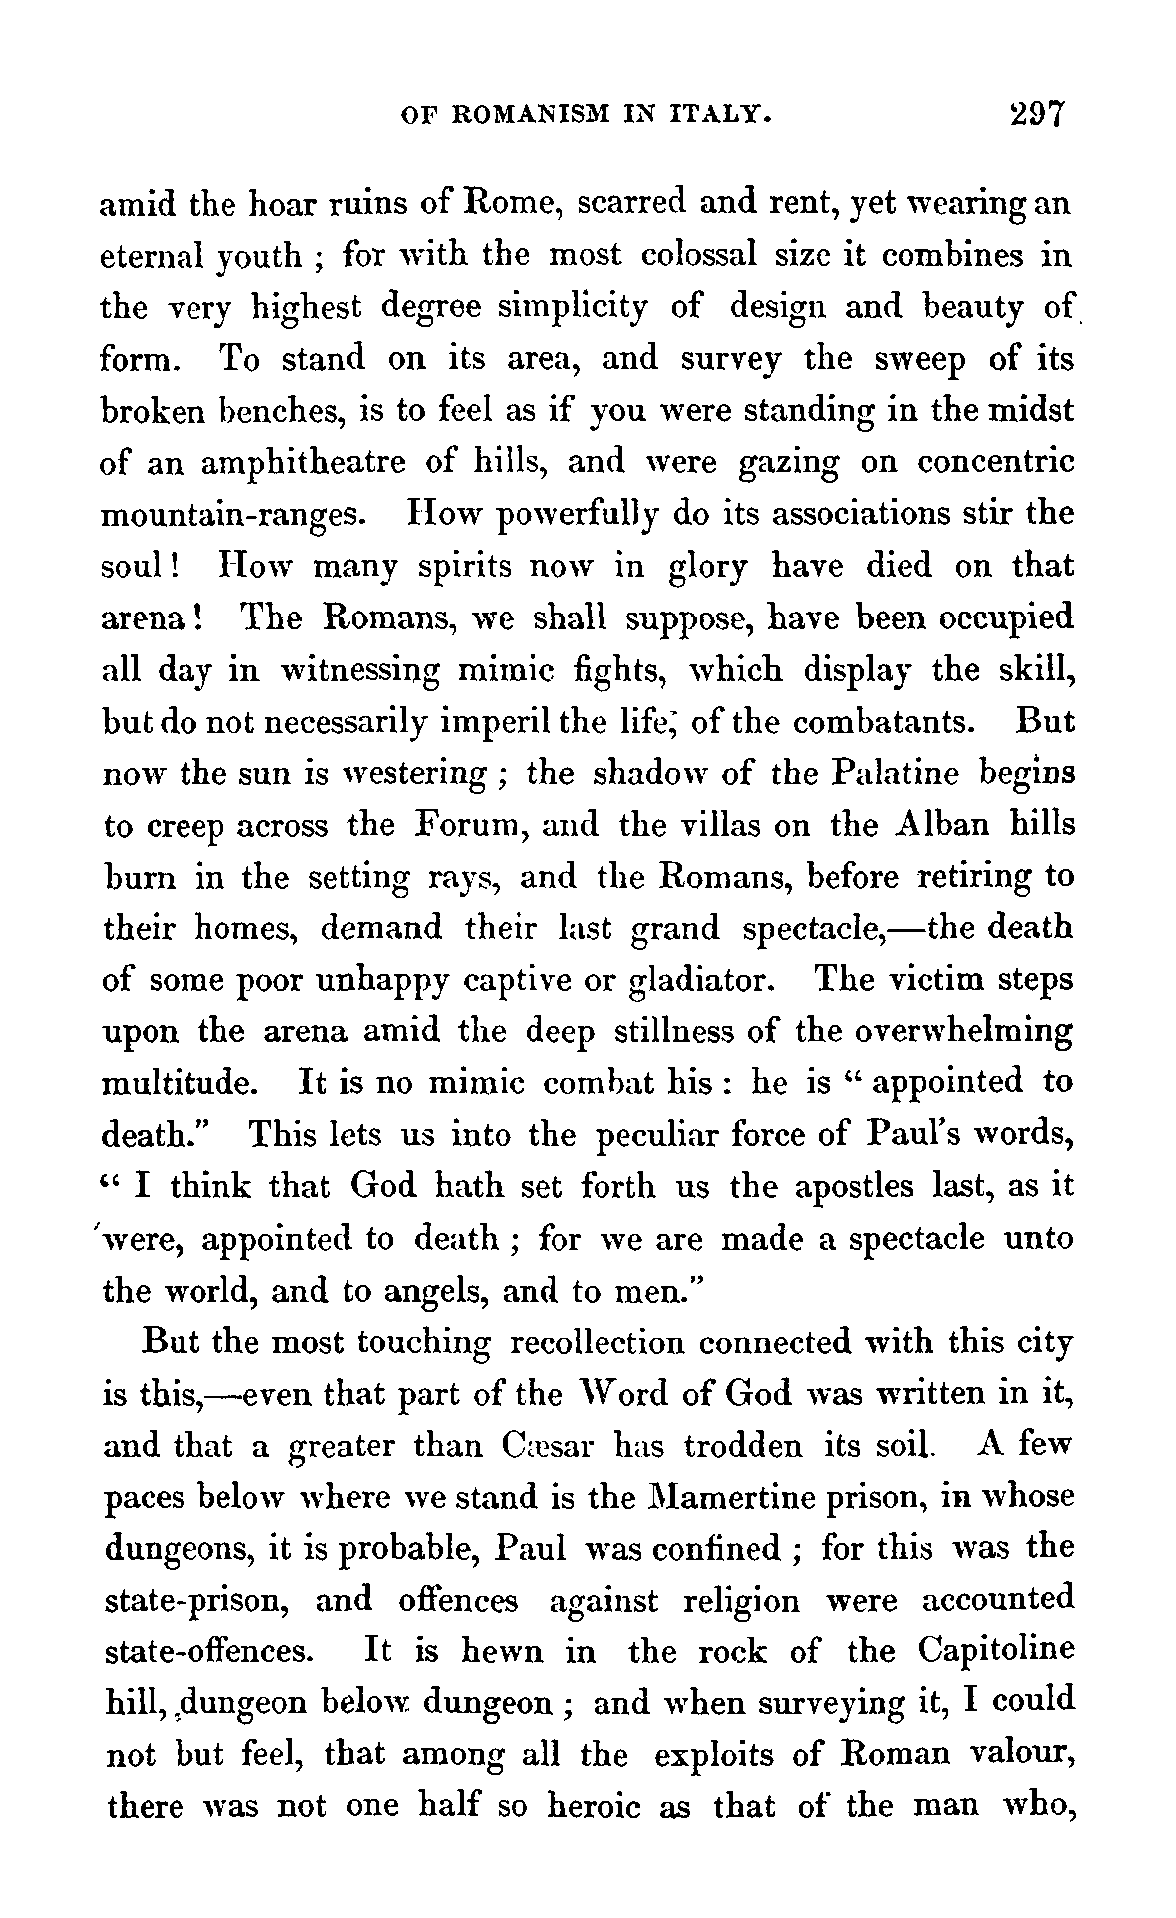 OF ROMANISM IN ITALY. 297
amid the hoar ruins of Rome, scarred and rent, yet wearing an
eternal youth ; for with the most colossal size it combines in
the very highest degree simplicity of design and beauty of
form. To stand on its area, and survey the sweep of its
broken benches, is to feel as if you were standing in the midst
of an amphitheatre of hills, and were gazing on concentric
mountain-ranges. How powerfully do its associations stir the
soul ! How many spirits now in glory have died on that
arena ! The Romans, we shall suppose, have been occupied
all day in witnessing mimic fights, which display the skill,
but do not necessarily imperil the life, of the combatants. But
now the sun is westering ; the shadow of the Palatine begins
to creep across the Forum, and the villas on the Alban hills
burn in the setting rays, and the Romans, before retiring to
their homes, demand their last grand spectacle,—the death
of some poor unhappy captive or gladiator. The victim steps
upon the arena amid the deep stillness of the overwhelming
multitude. It is no mimic combat his : he is “ appointed to
death.” This lets us into the peculiar force of Paul’s words,
“ I think that God hath set forth us the apostles last, as it
were, appointed to death ; for we are made a spectacle unto
the world, and to angels, and to men.”
But the most touching recollection connected with this city
is this,—even that part of the Word of God was written in it,
and that a greater than Cæsar has trodden its soil. A few
paces below where we stand is the Mamertine prison, in whose
dungeons, it is probable, Paul was confined ; for this was the
state-prison, and offences against religion were accounted
state-offences. It is hewn in the rock of the Capitoline
hill, dungeon below dungeon ; and when surveying it, I could
not but feel, that among all the exploits of Roman valour,
there was not one half so heroic as that of the man who,